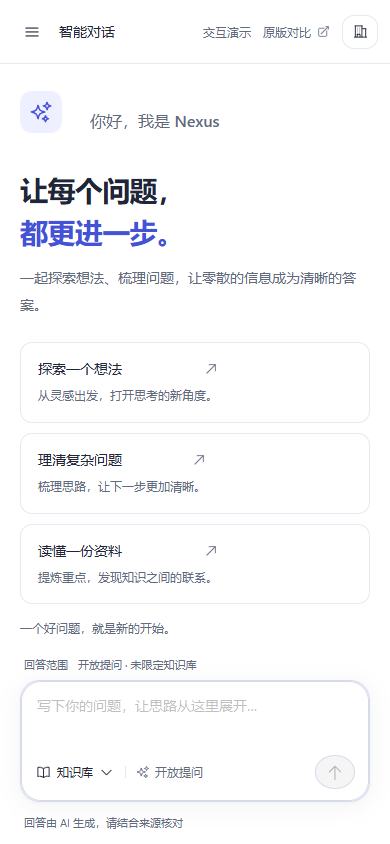 智能对话 交互演示 原版对比
你好，我是 Nexus
让每个问题，
都更进一步。
一起探索想法、梳理问题，让零散的信息成为清晰的答
案。
探索一个想法
从灵感出发，打开思考的新角度。
理清复杂问题
梳理思路，让下一步更加清晰。
读懂一份资料
提炼重点，发现知识之间的联系。
一个好问题，就是新的开始。
回答范围 开放提问 · 未限定知识库
写下你的问题，让思路从这里展开...
知识库 开放提问
回答由 AI 生成，请结合来源核对